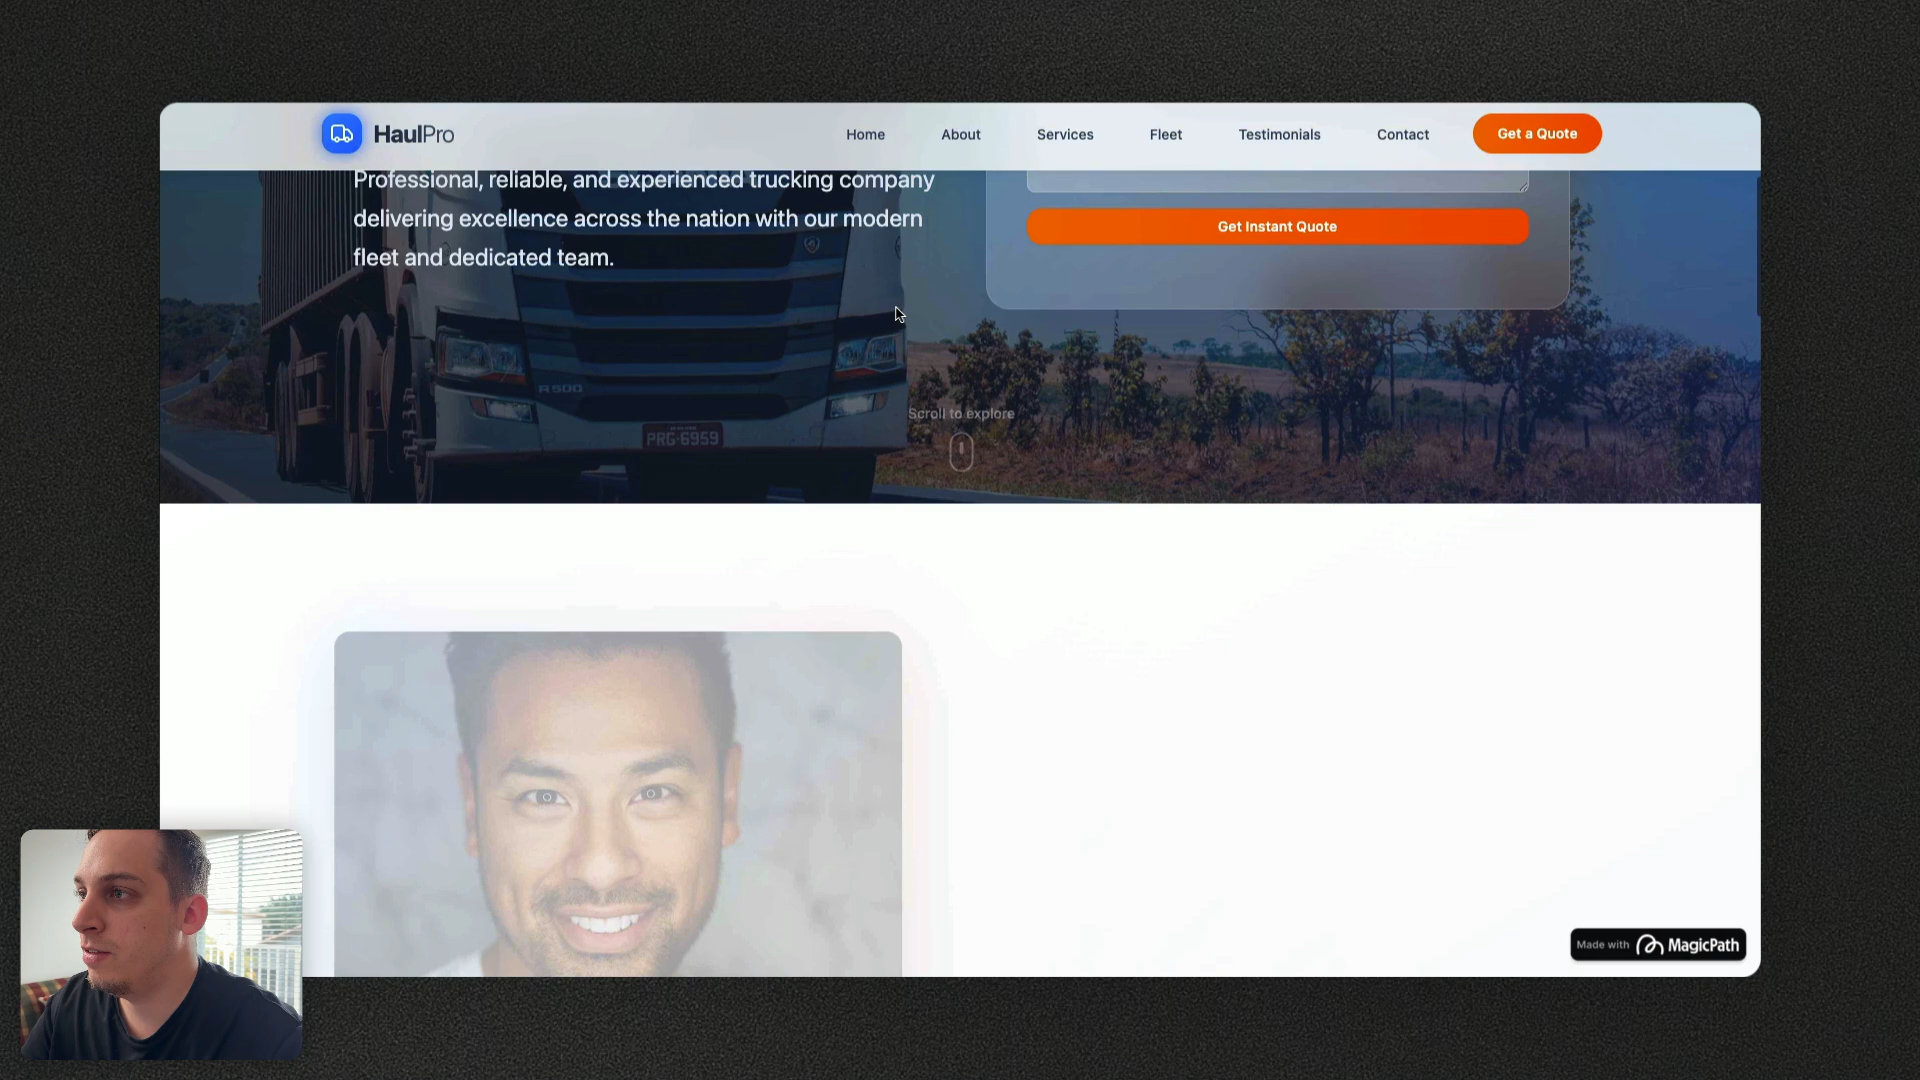 HaulPro
Home
About
Services
Fleet
Testimonials
Contact
Get a Quote
Professional, reliable, and experienced trucking company
delivering excellence across the nation with our modern
fleet and dedicated team.
Get Instant Quote
R500
Scroll to explore
PRG-6959
Made with MagicPath